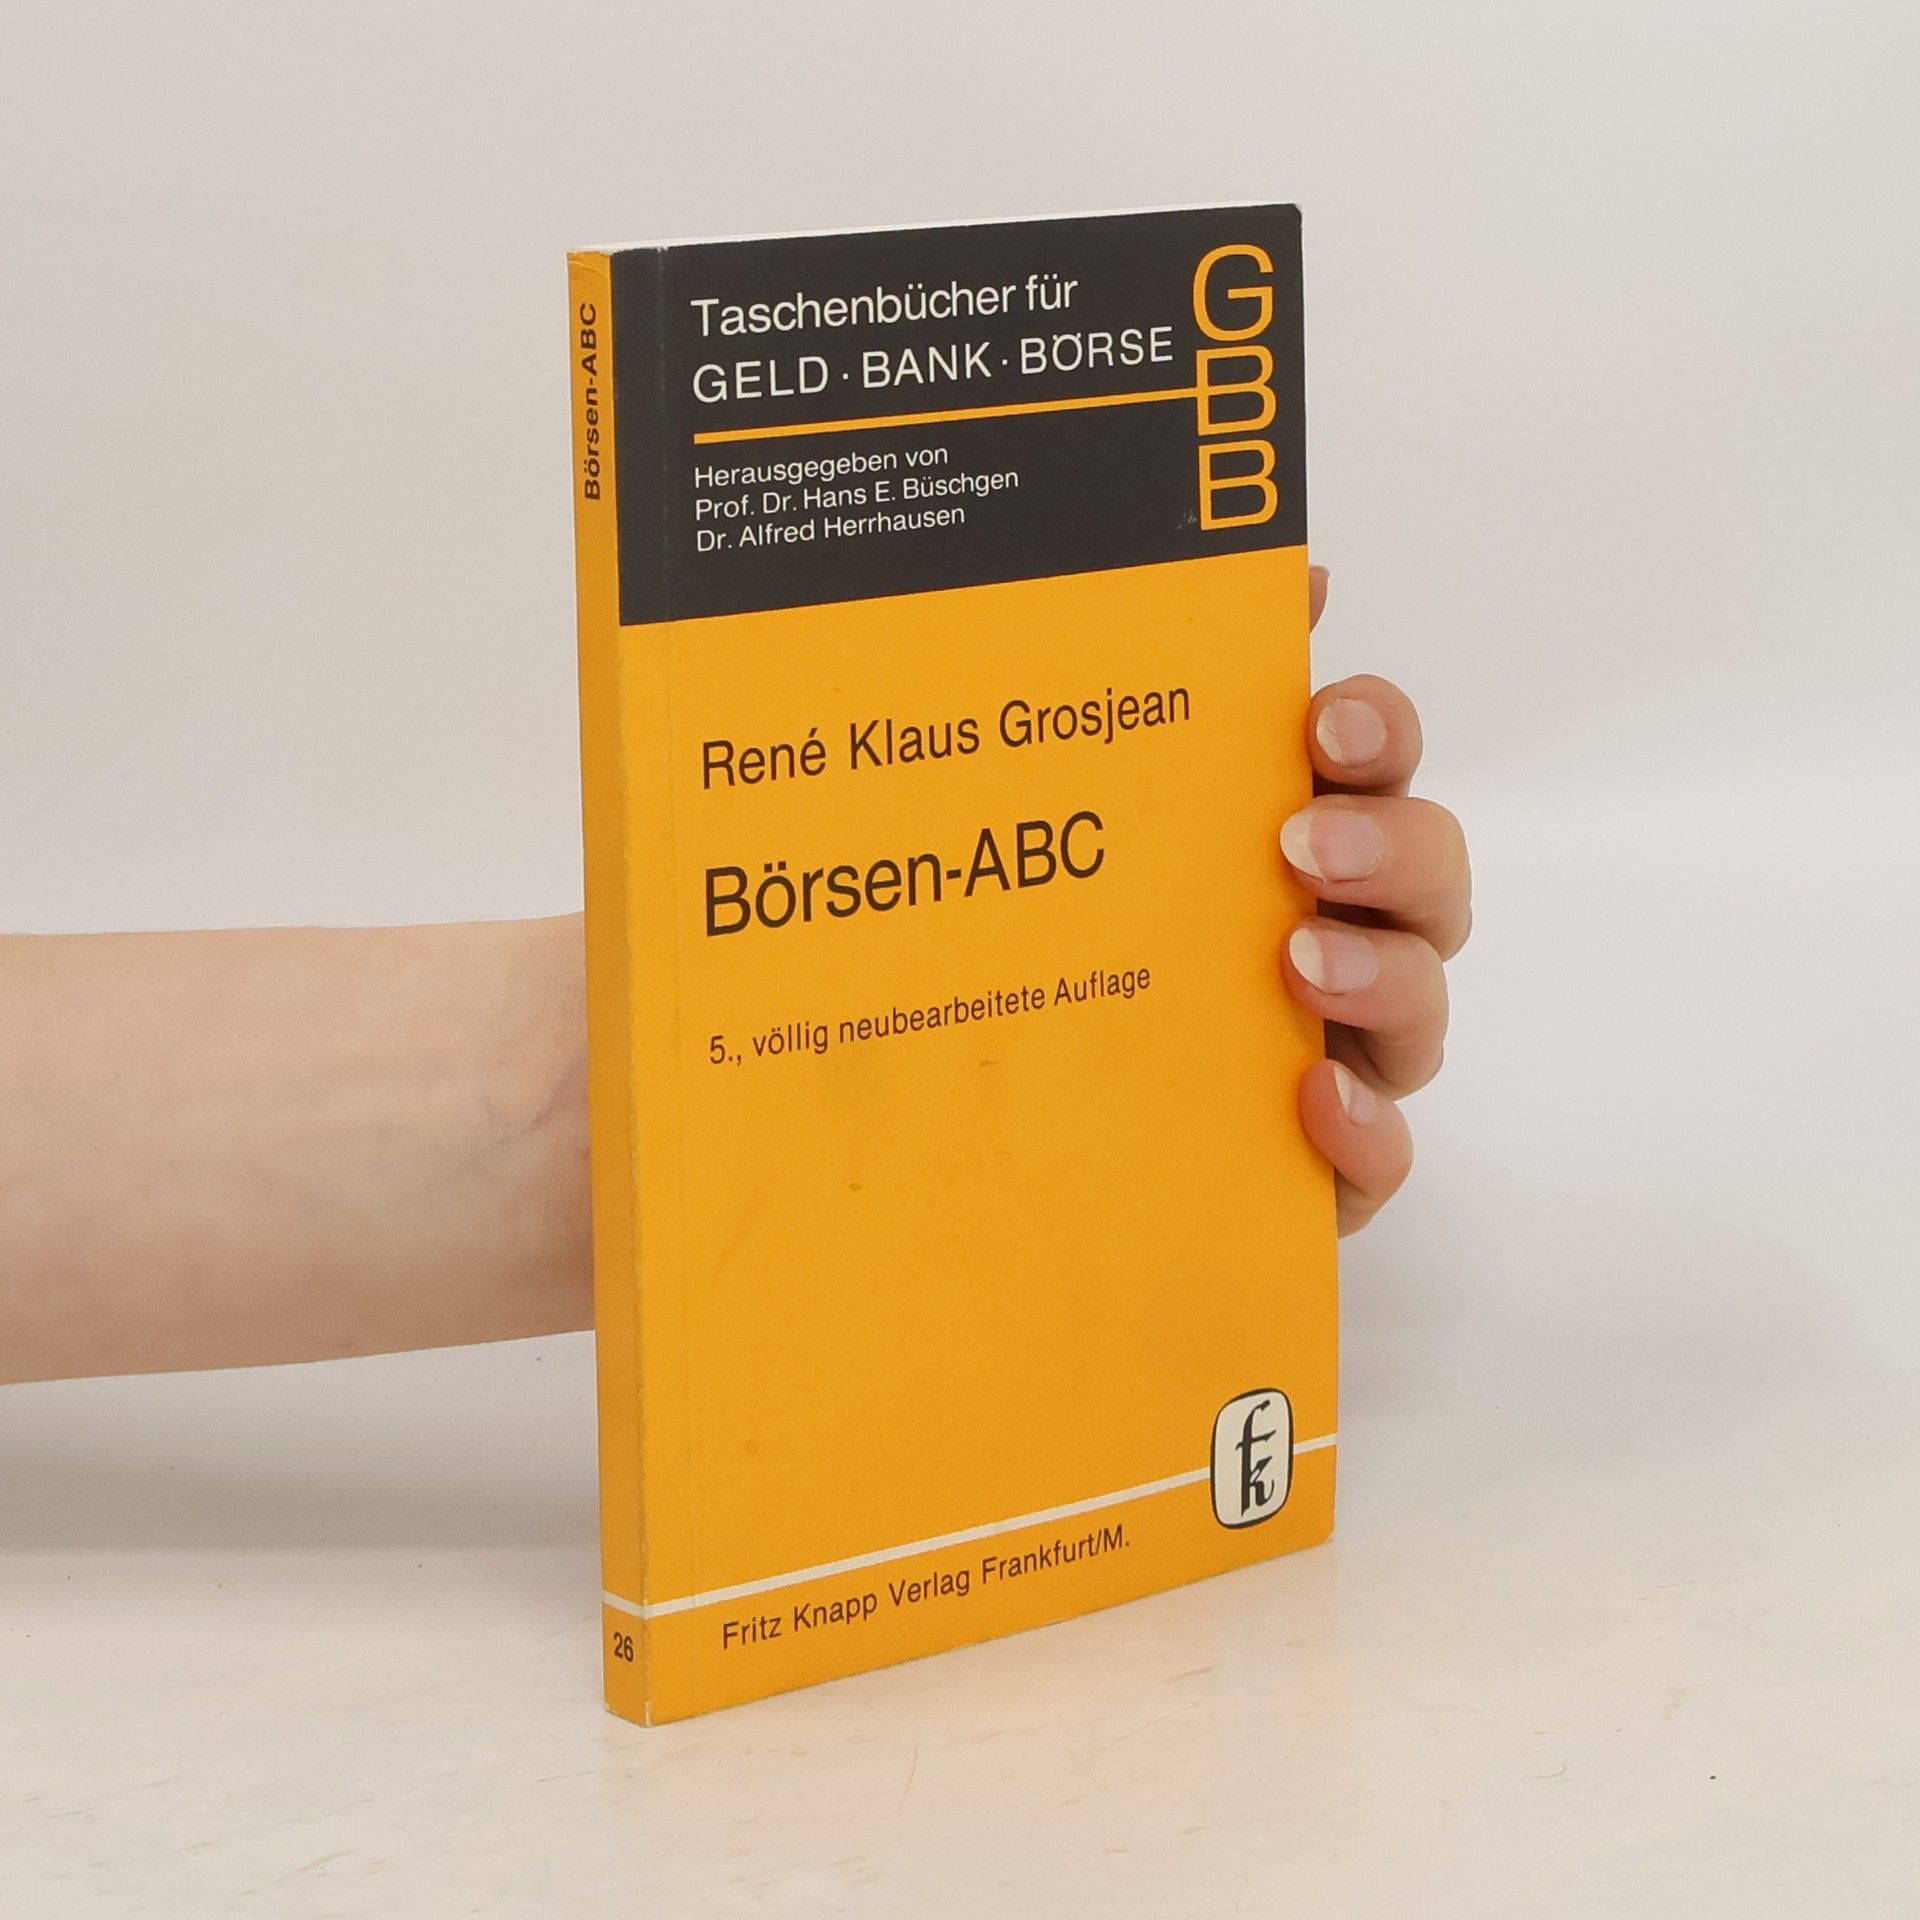 Börsen-ABC
26
Taschenbücher für
GELD · BANK · BÖRSE
GBB
Herausgegeben von
Prof. Dr. Hans E. Büschgen
Dr. Alfred Herrhausen
René Klaus Grosjean
Börsen-ABC
5., völlig neubearbeitete Auflage
fk
Fritz Knapp Verlag Frankfurt/M.